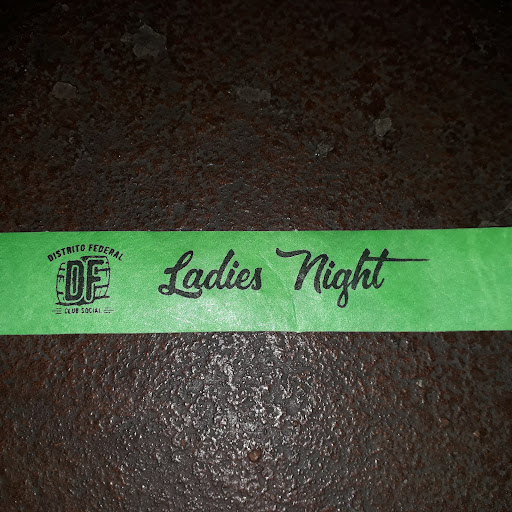 DISTRITO FEDERAL
DF
CLUB SOCIAL
Ladies Night